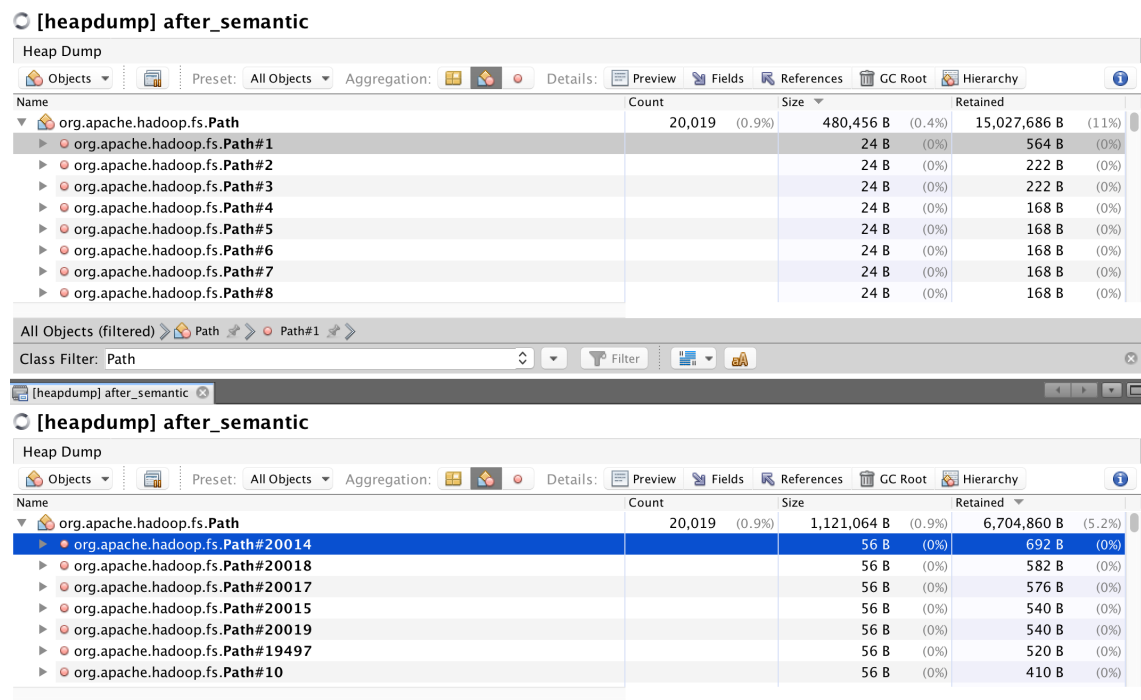 [heapdump] after_semantic
Heap Dump
Objects Preset: All Objects Aggregation: Details: Preview Fields References GC Root Hierarchy
Name Count Size Retained
org.apache.hadoop.fs.Path 20,019 (0.9%) 480,456 B (0.4%) 15,027,686 B (11%)
org.apache.hadoop.fs.Path#1 24 B (0%) 564 B (0%)
org.apache.hadoop.fs.Path#2 24 B (0%) 222 B (0%)
org.apache.hadoop.fs.Path#3 24 B (0%) 222 B (0%)
org.apache.hadoop.fs.Path#4 24 B (0%) 168 B (0%)
org.apache.hadoop.fs.Path#5 24 B (0%) 168 B (0%)
org.apache.hadoop.fs.Path#6 24 B (0%) 168 B (0%)
org.apache.hadoop.fs.Path#7 24 B (0%) 168 B (0%)
org.apache.hadoop.fs.Path#8 24 B (0%) 168 B (0%)
All Objects (filtered) Path Path#1
Class Filter: Path Filter aA
[heapdump] after_semantic
[heapdump] after_semantic
Heap Dump
Objects Preset: All Objects Aggregation: Details: Preview Fields References GC Root Hierarchy
Name Count Size Retained
org.apache.hadoop.fs.Path 20,019 (0.9%) 1,121,064 B (0.9%) 6,704,860 B (5.2%)
org.apache.hadoop.fs.Path#20014 56 B (0%) 692 B (0%)
org.apache.hadoop.fs.Path#20018 56 B (0%) 582 B (0%)
org.apache.hadoop.fs.Path#20017 56 B (0%) 576 B (0%)
org.apache.hadoop.fs.Path#20015 56 B (0%) 540 B (0%)
org.apache.hadoop.fs.Path#20019 56 B (0%) 540 B (0%)
org.apache.hadoop.fs.Path#19497 56 B (0%) 520 B (0%)
org.apache.hadoop.fs.Path#10 56 B (0%) 410 B (0%)